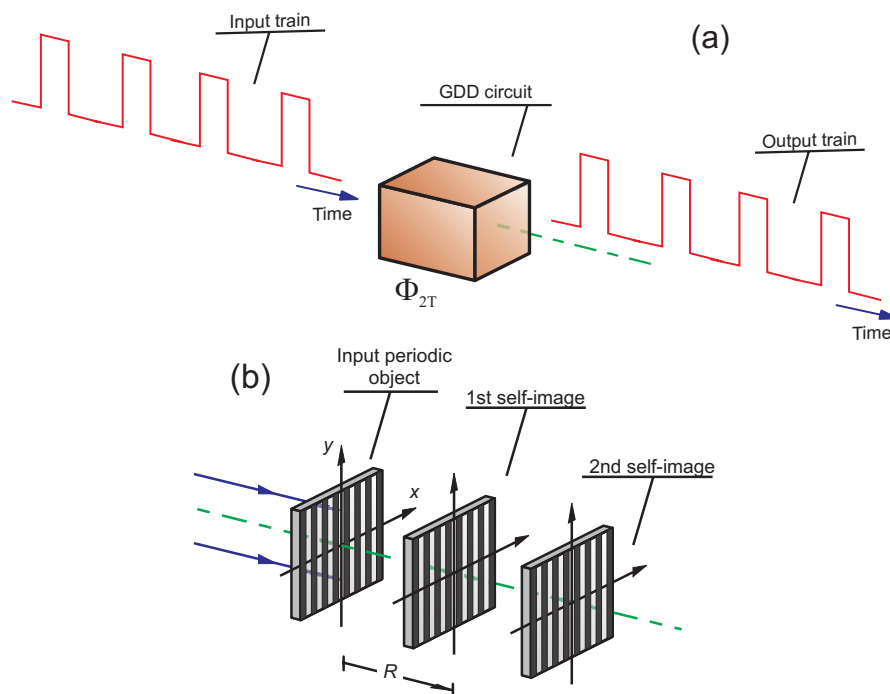 Input train
(a)
GDD circuit
Output train
Time
Φ2T
Time
(b)
Input periodic
object
1st self-image
y
2nd self-image
x
R